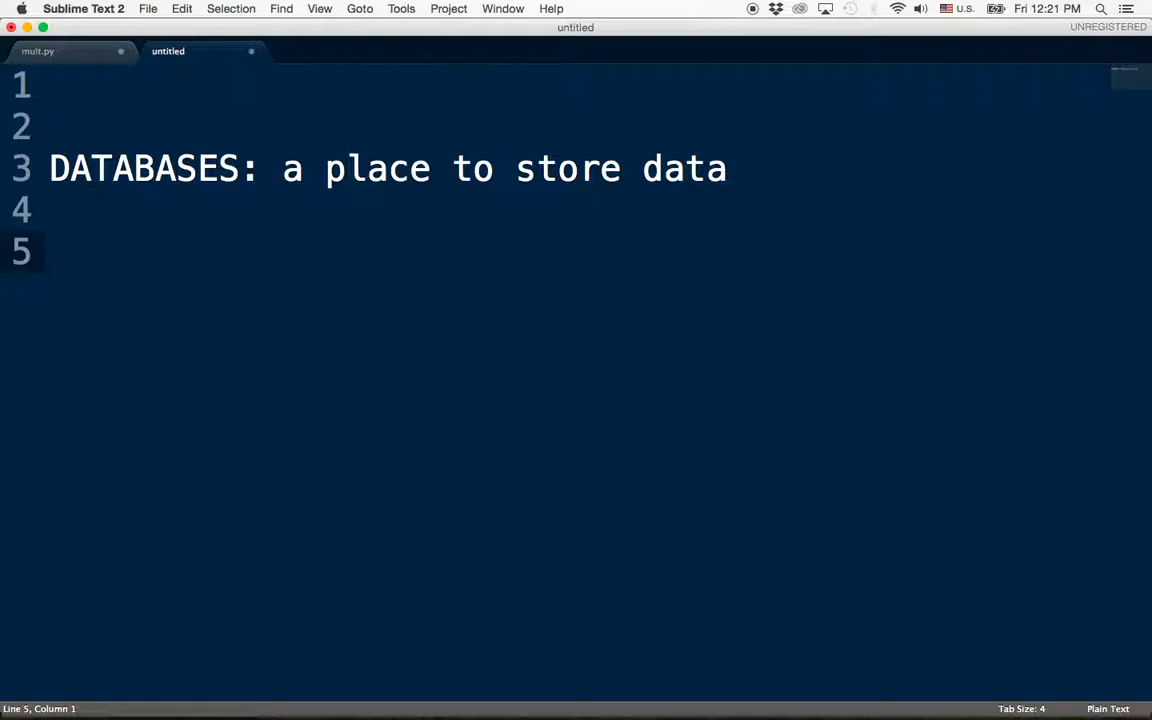 Sublime Text 2 File Edit Selection Find View Goto Tools Project Window Help U.S. Fri 12:21 PM
untitled UNREGISTERED
mult.py untitled
1
2
3 DATABASES: a place to store data
4
5
Line 5, Column 1 Tab Size: 4 Plain Text